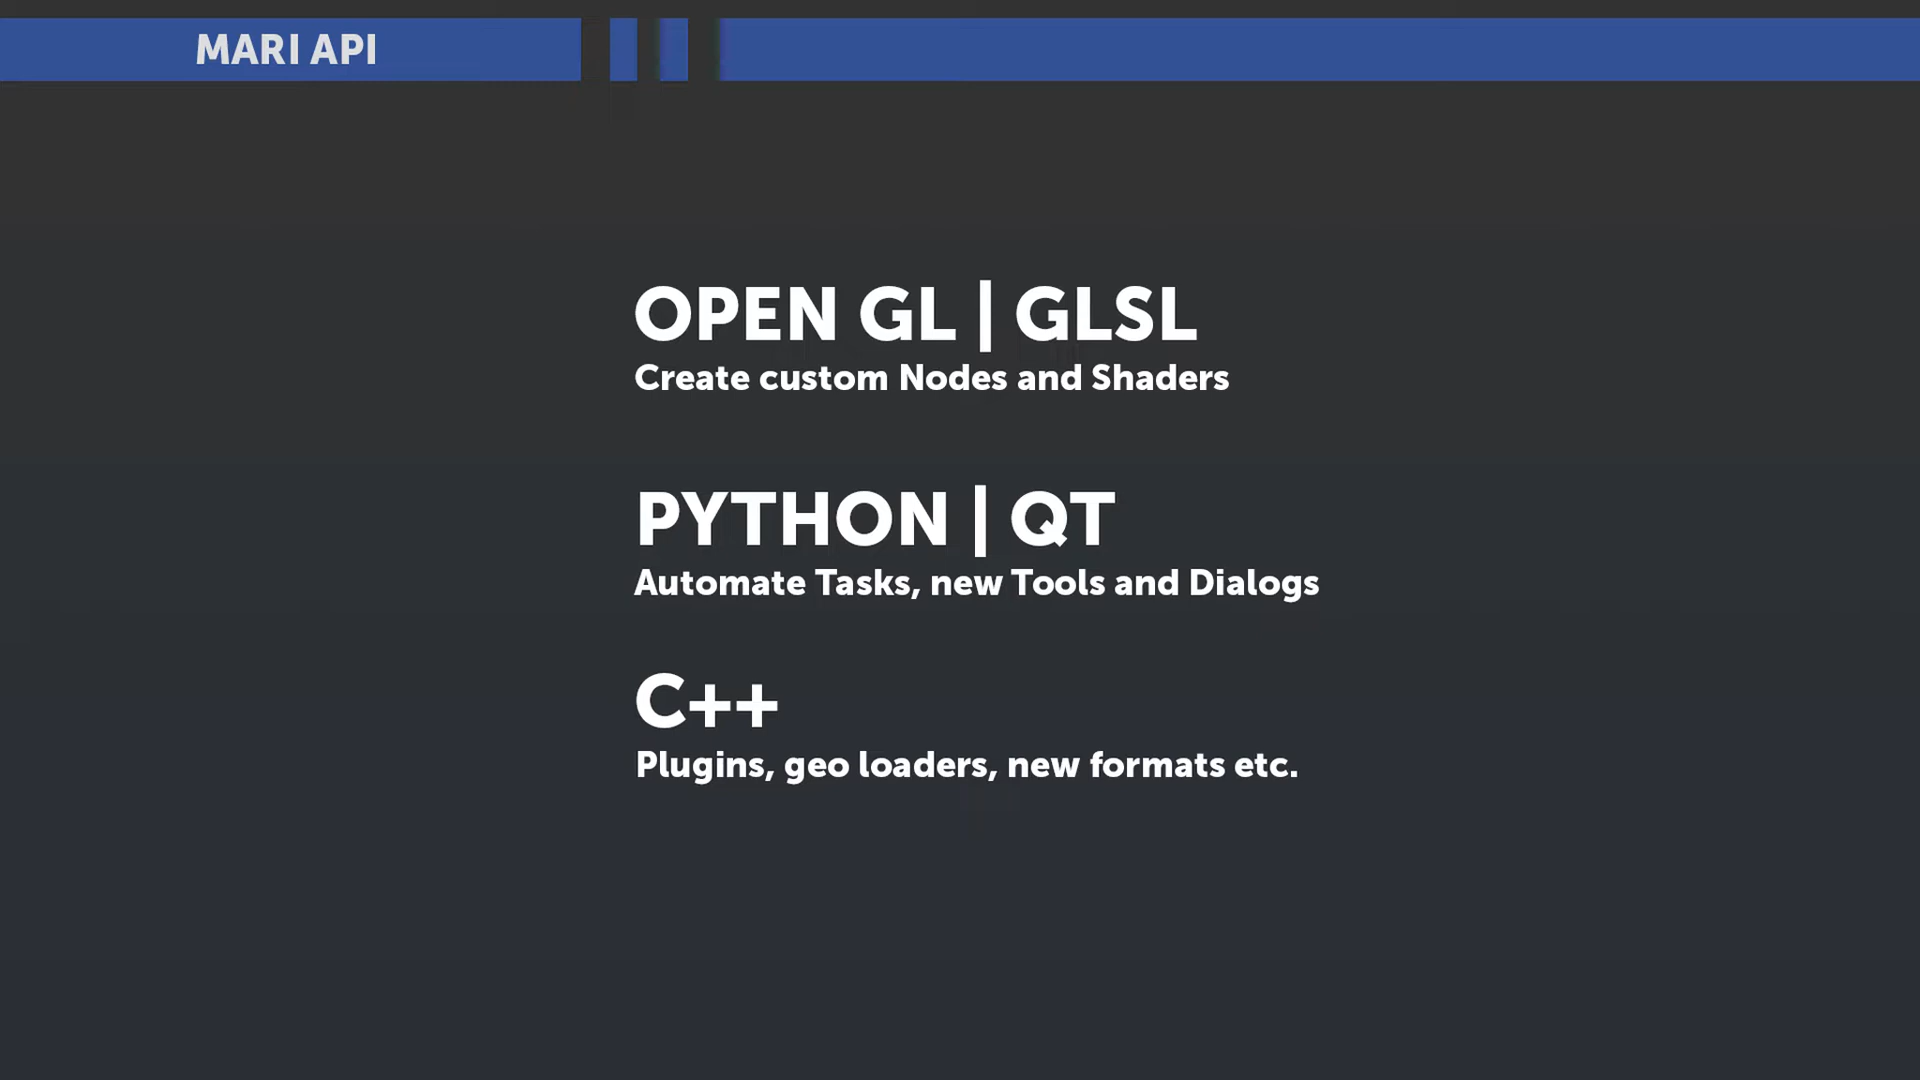 MARI API
OPEN GL | GLSL
Create custom Nodes and Shaders
PYTHON | QT
Automate Tasks, new Tools and Dialogs
C++
Plugins, geo loaders, new formats etc.